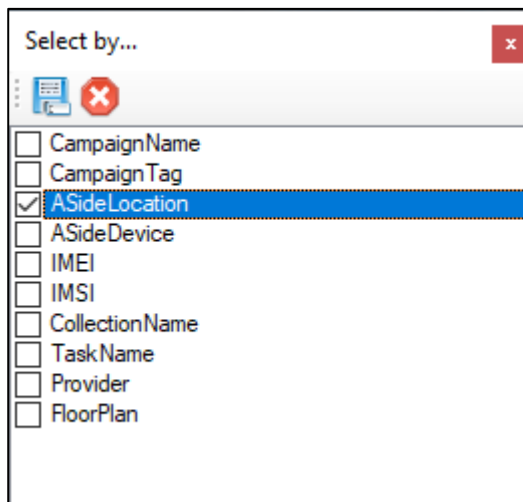 Select by...
x
CampaignName
CampaignTag
ASideLocation
ASideDevice
IMEI
IMSI
CollectionName
TaskName
Provider
FloorPlan